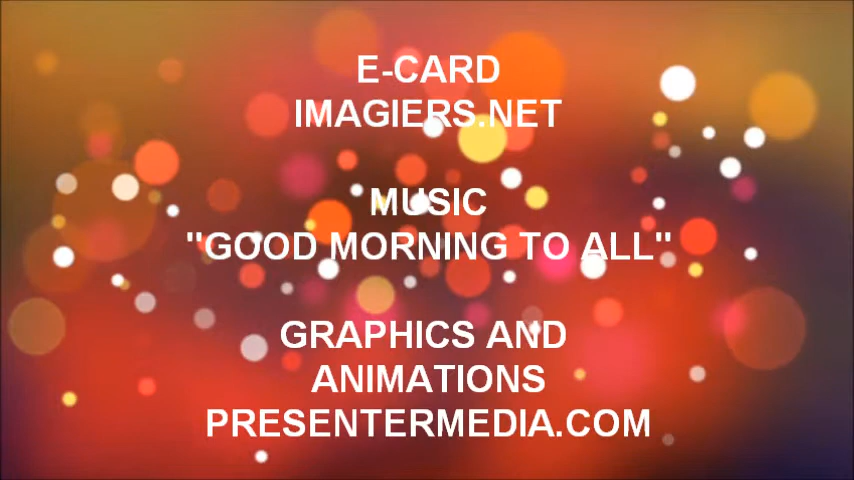 E-CARD
IMAGIERS.NET
MUSIC
"GOOD MORNING TO ALL"
GRAPHICS AND
ANIMATIONS
PRESENTERMEDIA.COM